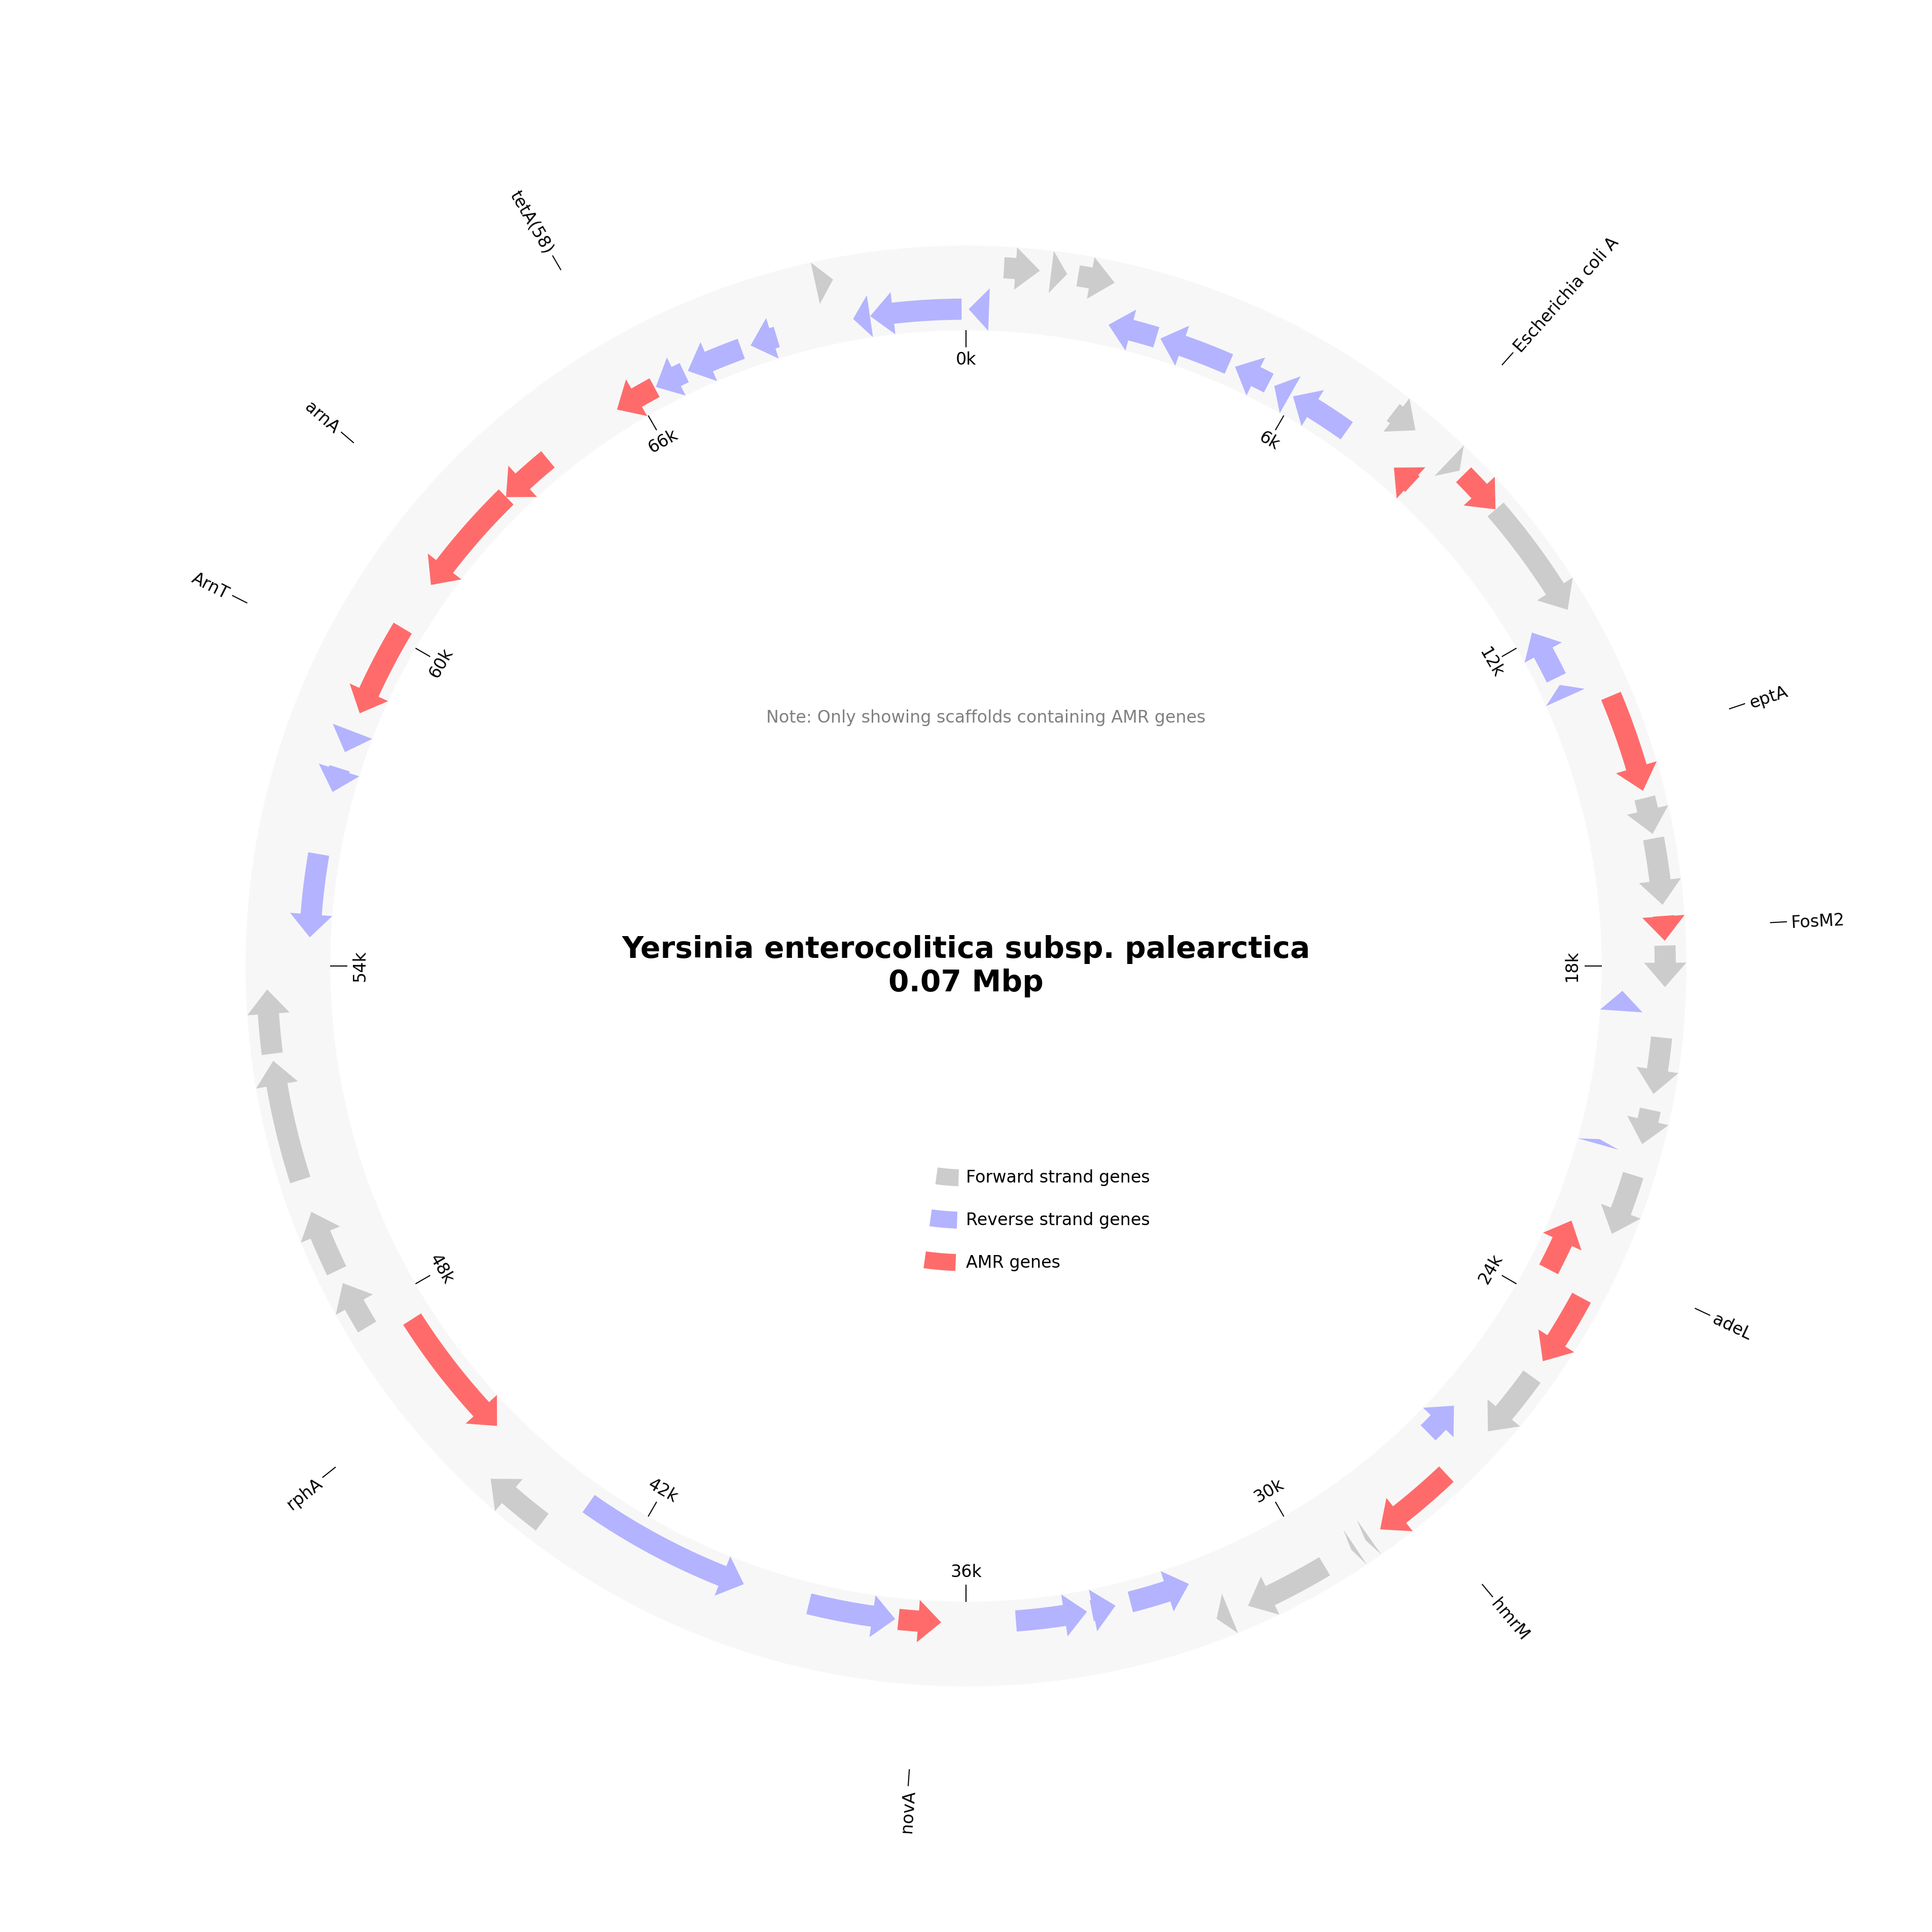 tetA(58)
Escherichia coli A
0k
arnA
66k
6k
ArnT
60k
12k
eptA
Note: Only showing scaffolds containing AMR genes
FosM2
Yersinia enterocolitica subsp. palearctica
0.07 Mbp
54k
18k
Forward strand genes
Reverse strand genes
AMR genes
48k
24k
adeL
rphA
42k
30k
36k
hmrM
novA